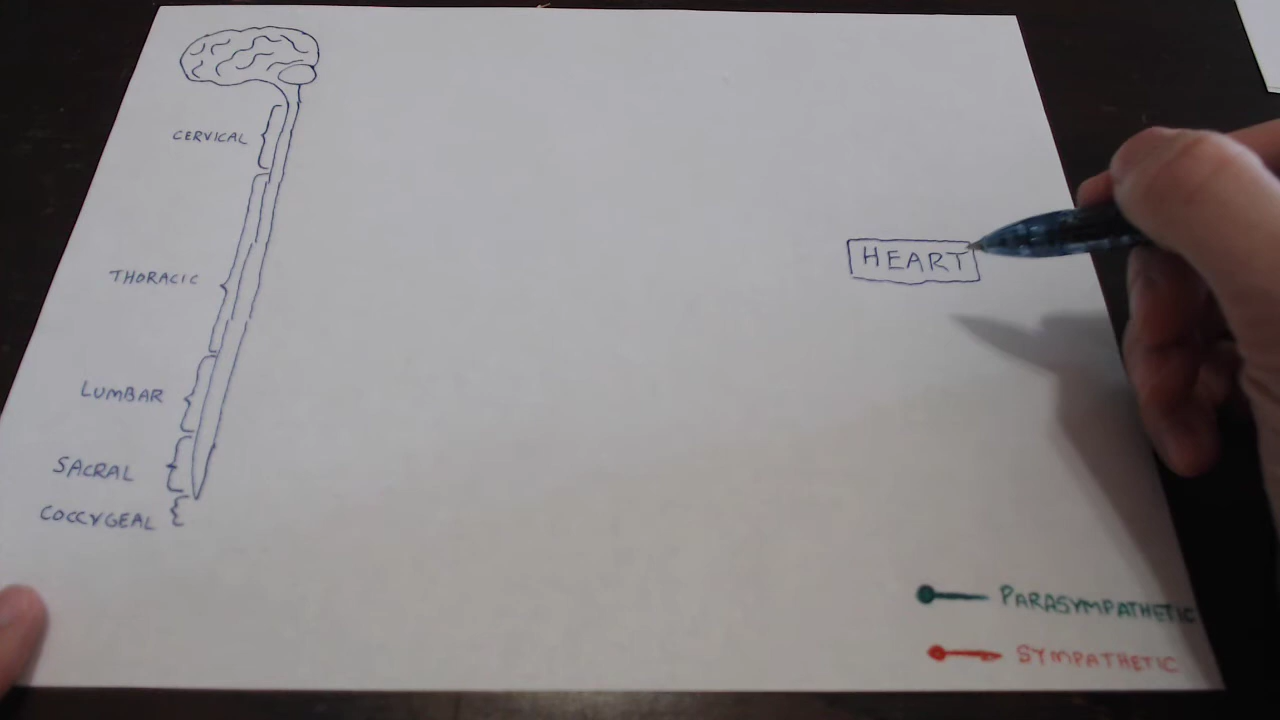 CERVICAL
THORACIC
LUMBAR
SACRAL
COCCYGEAL
HEART
PARASYMPATHETIC
SYMPATHETIC